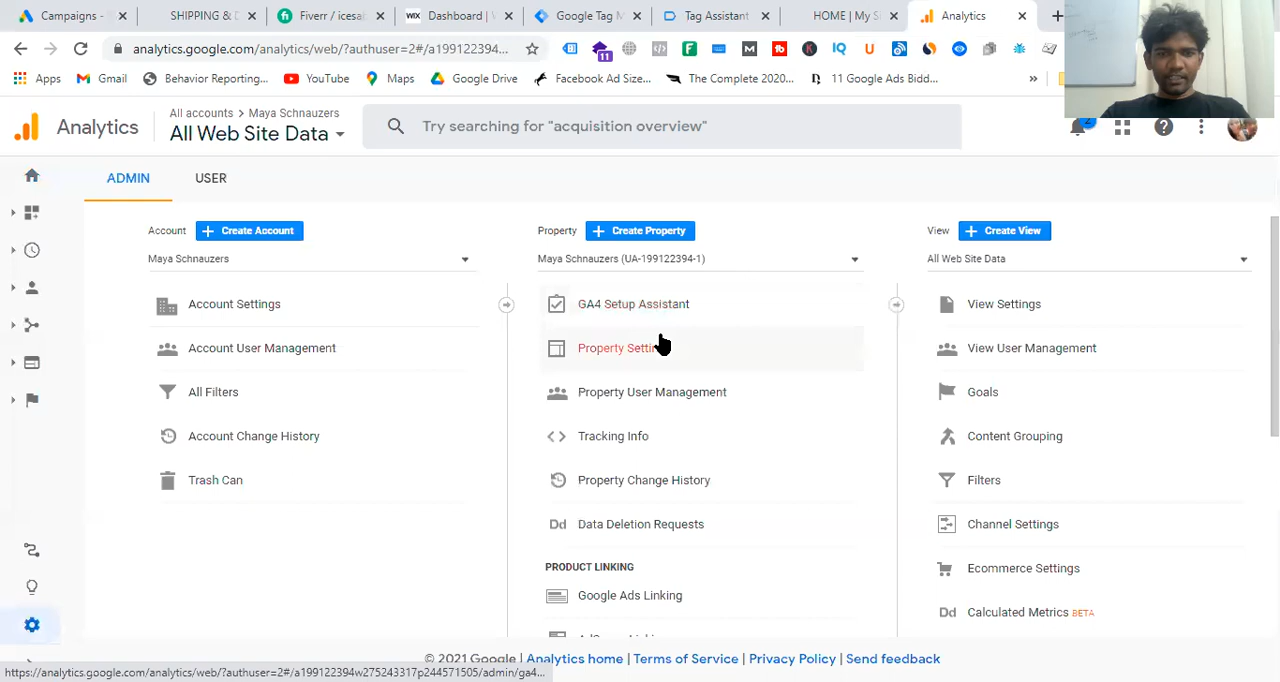 Campaigns -
SHIPPING & D
Fiverr / icesab
WIX Dashboard | W
Google Tag M
Tag Assistant
HOME | My S
Analytics
analytics.google.com/analytics/web/?authuser=2#/a199122394...
11
Apps
Gmail
Behavior Reporting...
YouTube
Maps
Google Drive
Facebook Ad Size...
The Complete 2020...
11 Google Ads Bidd...
Analytics
All accounts > Maya Schnauzers
All Web Site Data
Try searching for "acquisition overview"
2
ADMIN
USER
Account
Create Account
Maya Schnauzers
Account Settings
Account User Management
All Filters
Account Change History
Trash Can
Property
Create Property
Maya Schnauzers (UA-199122394-1)
GA4 Setup Assistant
Property
Property User Management
Tracking Info
Property Change History
Dd Data Deletion Requests
PRODUCT LINKING
Google Ads Linking
View
Create View
All Web Site Data
View Settings
View User Management
Goals
Content Grouping
Filters
Channel Settings
Ecommerce Settings
Dd Calculated Metrics BETA
© 2021 Google | Analytics home | Terms of Service | Privacy Policy | Send feedback
https://analytics.google.com/analytics/web/?authuser=2#/a199122394w275243317p244571505/admin/ga4...